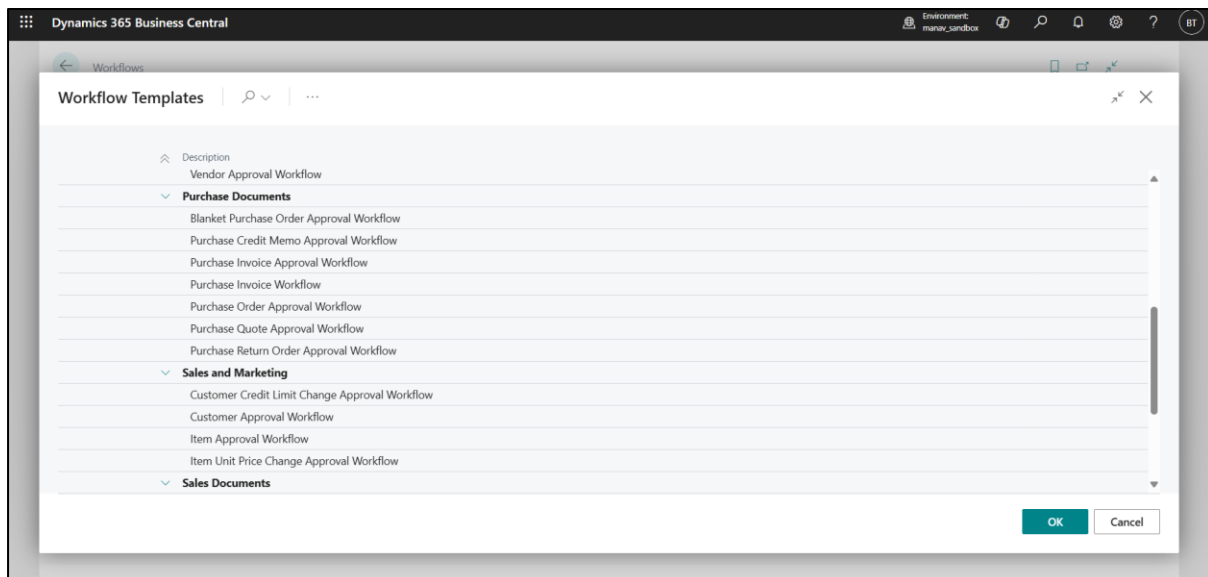 Dynamics 365 Business Central
Environment:
manav_sandbox
?
BT
Workflows
Workflow Templates
...
Description
Vendor Approval Workflow
Purchase Documents
Blanket Purchase Order Approval Workflow
Purchase Credit Memo Approval Workflow
Purchase Invoice Approval Workflow
Purchase Invoice Workflow
Purchase Order Approval Workflow
Purchase Quote Approval Workflow
Purchase Return Order Approval Workflow
Sales and Marketing
Customer Credit Limit Change Approval Workflow
Customer Approval Workflow
Item Approval Workflow
Item Unit Price Change Approval Workflow
Sales Documents
OK
Cancel